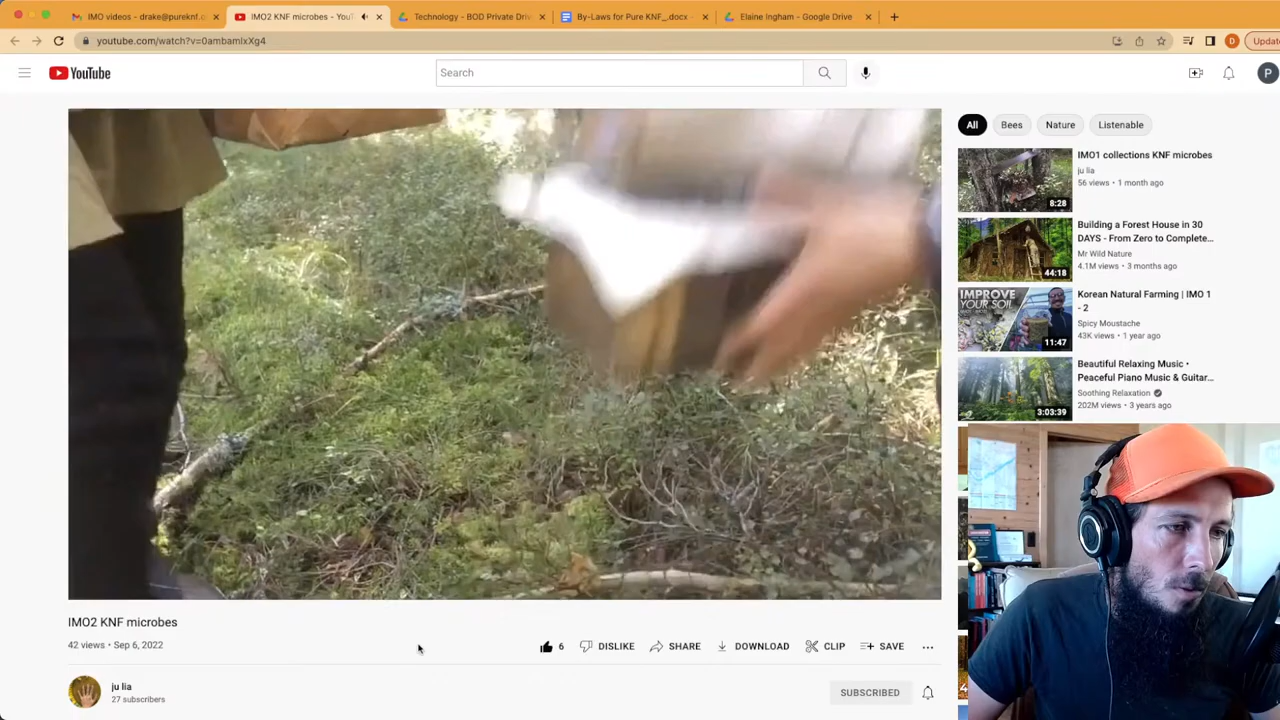 IMO videos - drake@pureknf.o
IMO2 KNF microbes - YouT
Technology - BOD Private Driv
By-Laws for Pure KNF_.docx -
Elaine Ingham - Google Drive
youtube.com/watch?v=0ambamIxXg4
D
Update
YouTube
Search
P
All
Bees
Nature
Listenable
IMO1 collections KNF microbes
ju lia
56 views • 1 month ago
8:28
Building a Forest House in 30
DAYS - From Zero to Complete...
Mr Wild Nature
4.1M views • 3 months ago
44:18
IMPROVE
YOUR SOIL
Korean Natural Farming | IMO 1
- 2
Spicy Moustache
43K views • 1 year ago
11:47
Beautiful Relaxing Music •
Peaceful Piano Music & Guitar...
Soothing Relaxation
202M views • 3 years ago
3:03:39
IMO2 KNF microbes
42 views • Sep 6, 2022
6
DISLIKE
SHARE
DOWNLOAD
CLIP
SAVE
ju lia
27 subscribers
SUBSCRIBED